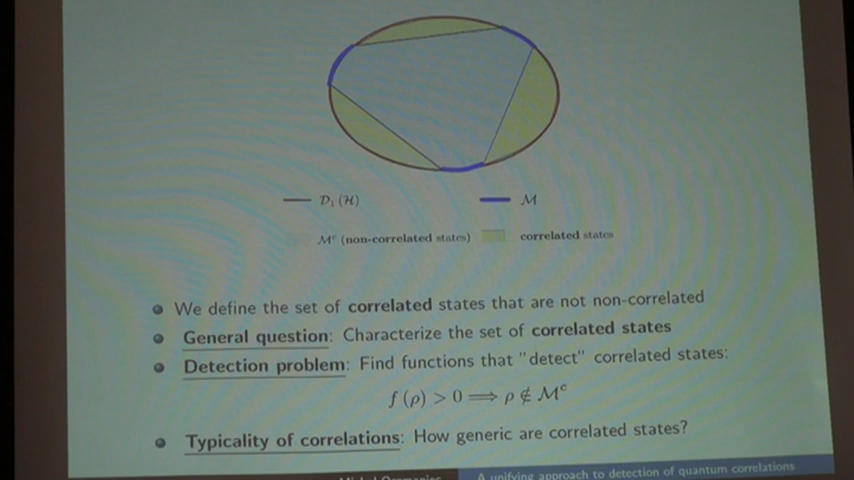 D₁(H)
M
Mᶜ (non-correlated states)
correlated states
We define the set of correlated states that are not non-correlated
General question: Characterize the set of correlated states
Detection problem: Find functions that "detect" correlated states:
f (ρ) > 0 ⟹ ρ ∉ Mᶜ
Typicality of correlations: How generic are correlated states?
A unifying approach to detection of quantum correlations